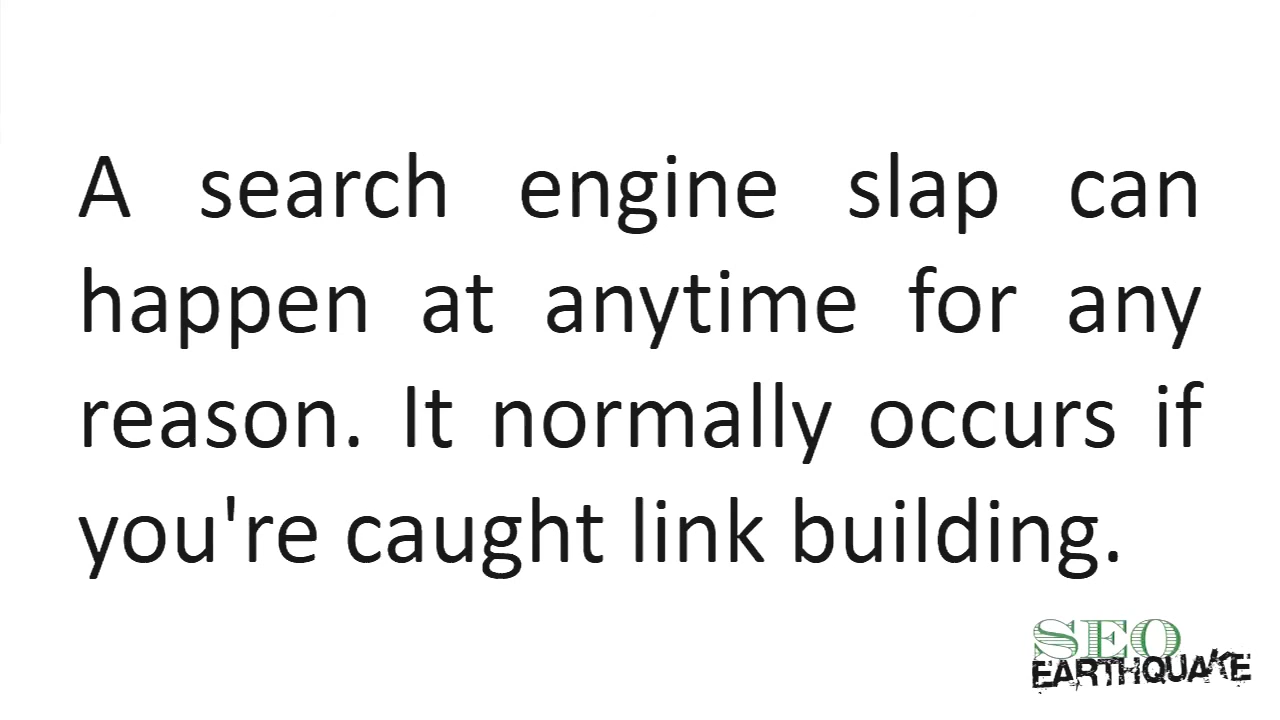 A search engine slap can
happen at anytime for any
reason. It normally occurs if
you're caught link building.
SEO
EARTHQUAKE